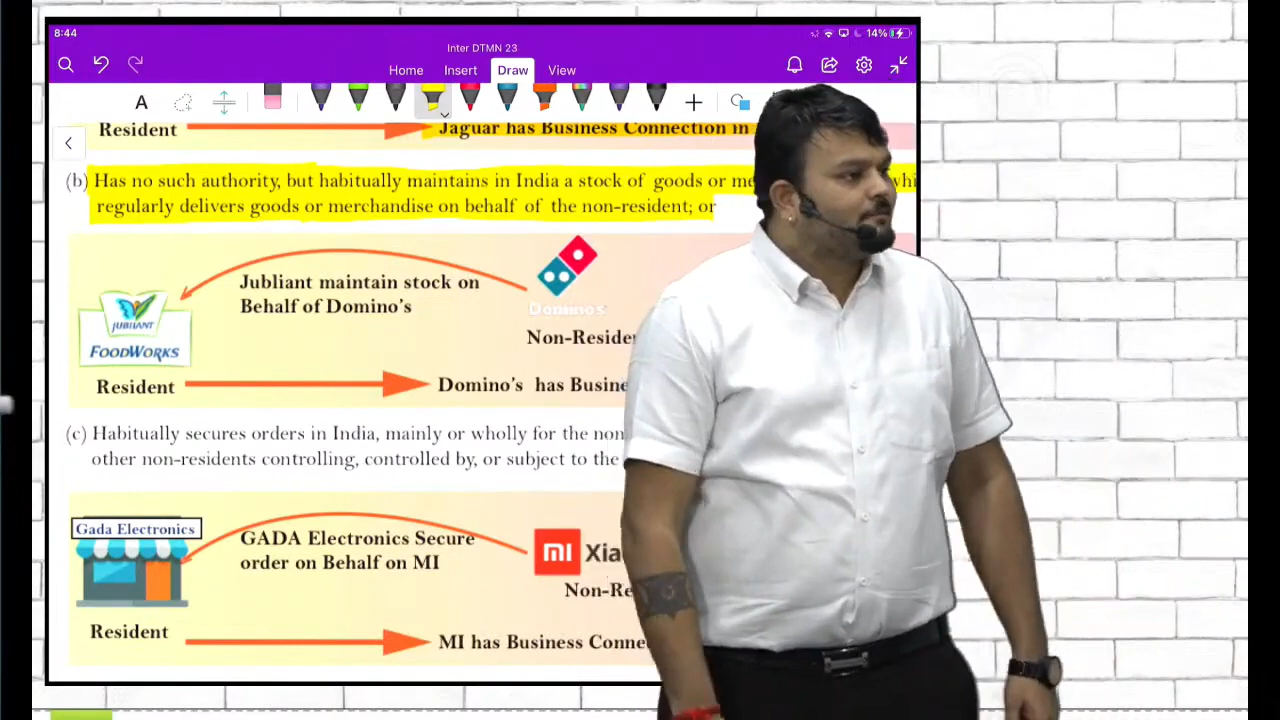 8:44
14%
Inter DTMN 23
Home Insert Draw View
A
Resident
Jaguar has Business Connection in
(b) Has no such authority, but habitually maintains in India a stock of goods or
regularly delivers goods or merchandise on behalf of the non-resident; or
Jubliant maintain stock on
Behalf of Domino's
Domino's
JUBILANT
FOODWORKS
Non-Reside
Resident
Domino's has Busine
(c) Habitually secures orders in India, mainly or wholly for the non
other non-residents controlling, controlled by, or subject to the
Gada Electronics
GADA Electronics Secure
order on Behalf on MI
mi Xia
Non-Re
Resident
MI has Business Conne